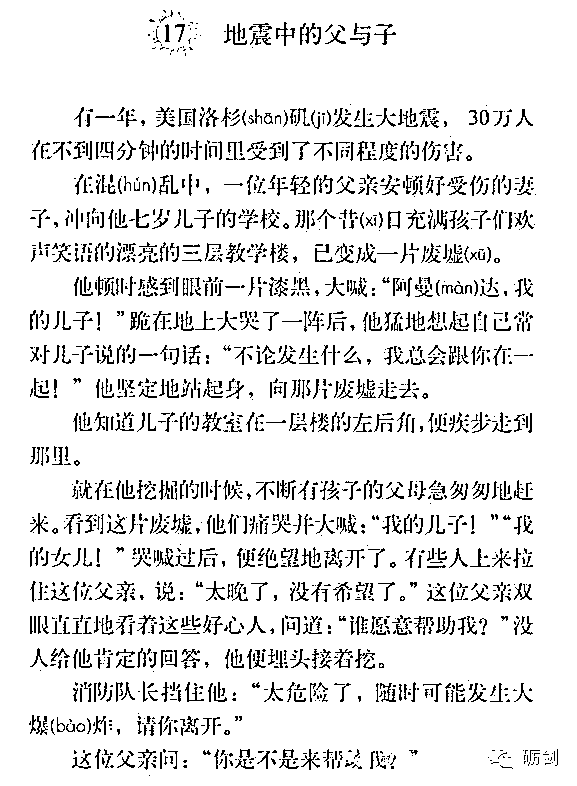 17 地震中的父与子
有一年，美国洛杉(shān)矶(jī)发生大地震，30万人
在不到四分钟的时间里受到了不同程度的伤害。
在混(hún)乱中，一位年轻的父亲安顿好受伤的妻
子，冲向他七岁儿子的学校。那个昔(xī)日充满孩子们欢
声笑语的漂亮的三层教学楼，已变成一片废墟(xū)。
他顿时感到眼前一片漆黑，大喊：“阿曼(màn)达，我
的儿子！”跪在地上大哭了一阵后，他猛地想起自己常
对儿子说的一句话：“不论发生什么，我总会跟你在一
起！”他坚定地站起身，向那片废墟走去。
他知道儿子的教室在一层楼的左后角，便疾步走到
那里。
就在他挖掘的时候，不断有孩子的父母急匆匆地赶
来。看到这片废墟，他们痛哭并大喊：“我的儿子！”“我
的女儿！”哭喊过后，便绝望地离开了。有些人上来拉
住这位父亲，说：“太晚了，没有希望了。”这位父亲双
眼直直地看着这些好心人，问道：“谁愿意帮助我？”没
人给他肯定的回答，他便埋头接着挖。
消防队长挡住他：“太危险了，随时可能发生大
爆(bào)炸，请你离开。”
这位父亲问：“你是不是来帮助我？”
砺剑